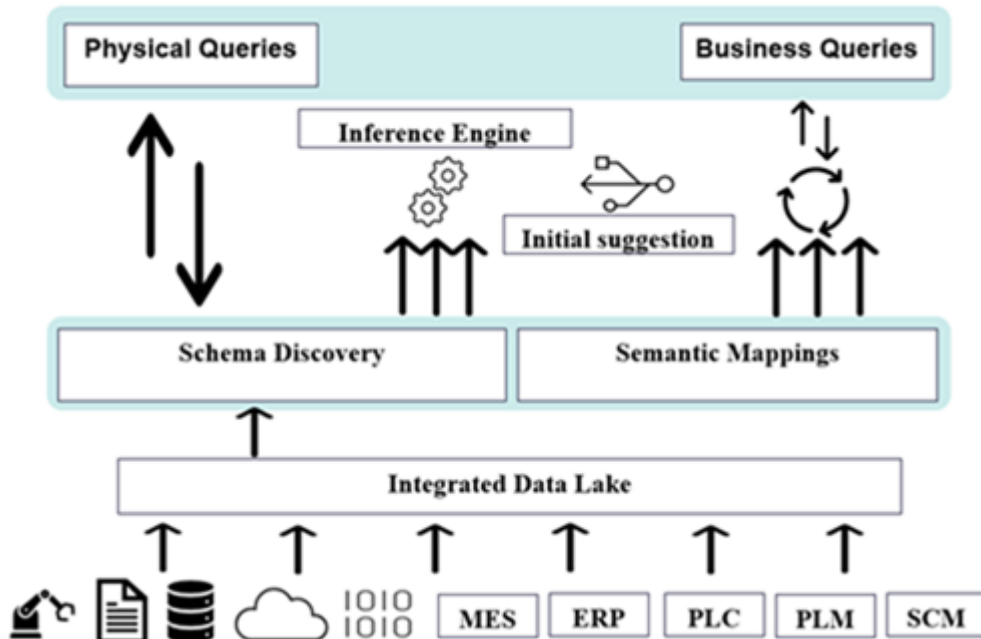 Physical Queries
Business Queries
Inference Engine
Initial suggestion
Schema Discovery
Semantic Mappings
Integrated Data Lake
1010
1010
MES
ERP
PLC
PLM
SCM